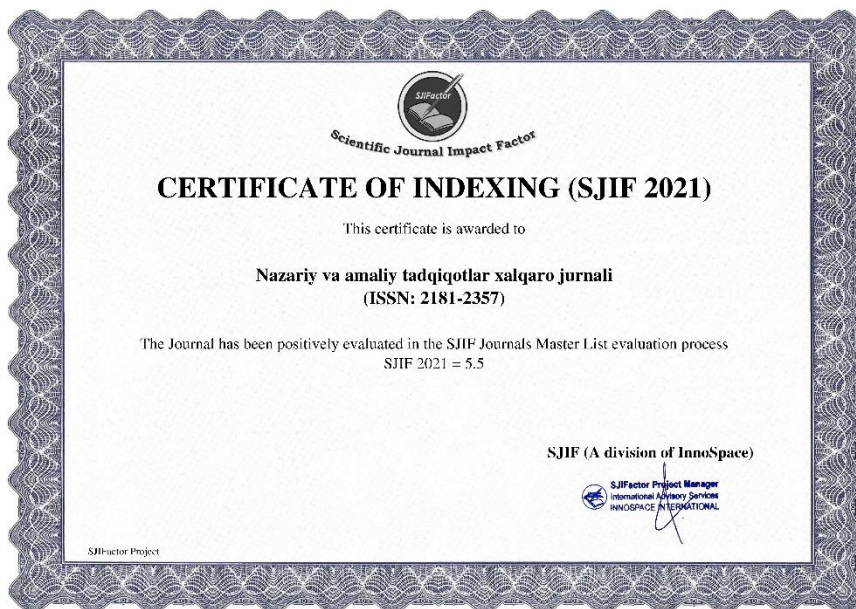 SJIFactor
Scientific Journal Impact Factor
CERTIFICATE OF INDEXING (SJIF 2021)
This certificate is awarded to
Nazariy va amaliy tadqiqotlar xalqaro jurnali
(ISSN: 2181-2357)
The Journal has been positively evaluated in the SJIF Journals Master List evaluation process
SJIF 2021 = 5.5
SJIF (A division of InnoSpace)
SJIFactor Project Manager
International Advisory Services
INNOSPACE INTERNATIONAL
SJIFactor Project